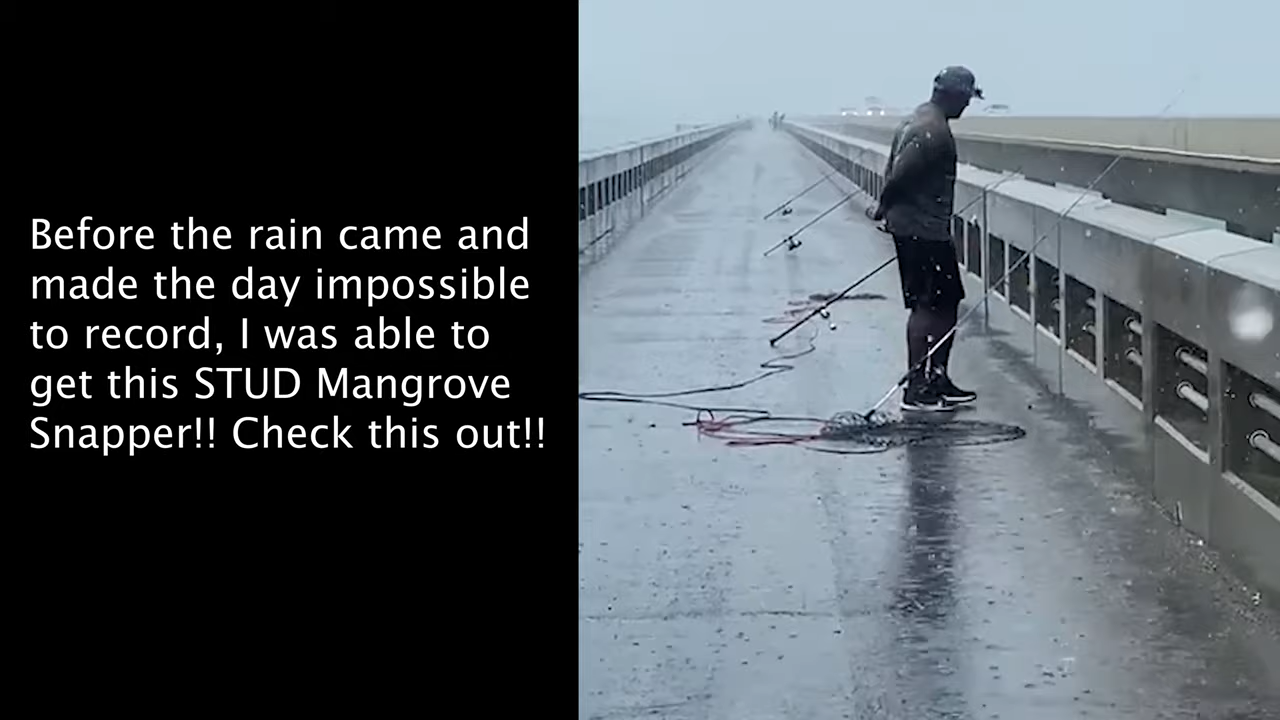 Before the rain came and
made the day impossible
to record, I was able to
get this STUD Mangrove
Snapper!! Check this out!!